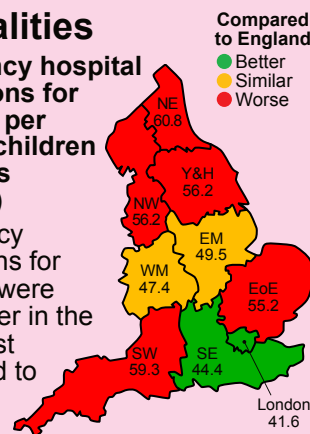 alities
ncy hospital
ons for
per
children
s
)
cy
ns for
were
er in the
st
d to
Compared
to England
Better
Similar
Worse
NE
60.8
Y&H
56.2
NW
56.2
EM
49.5
WM
47.4
EoE
55.2
SW
59.3
SE
44.4
London
41.6